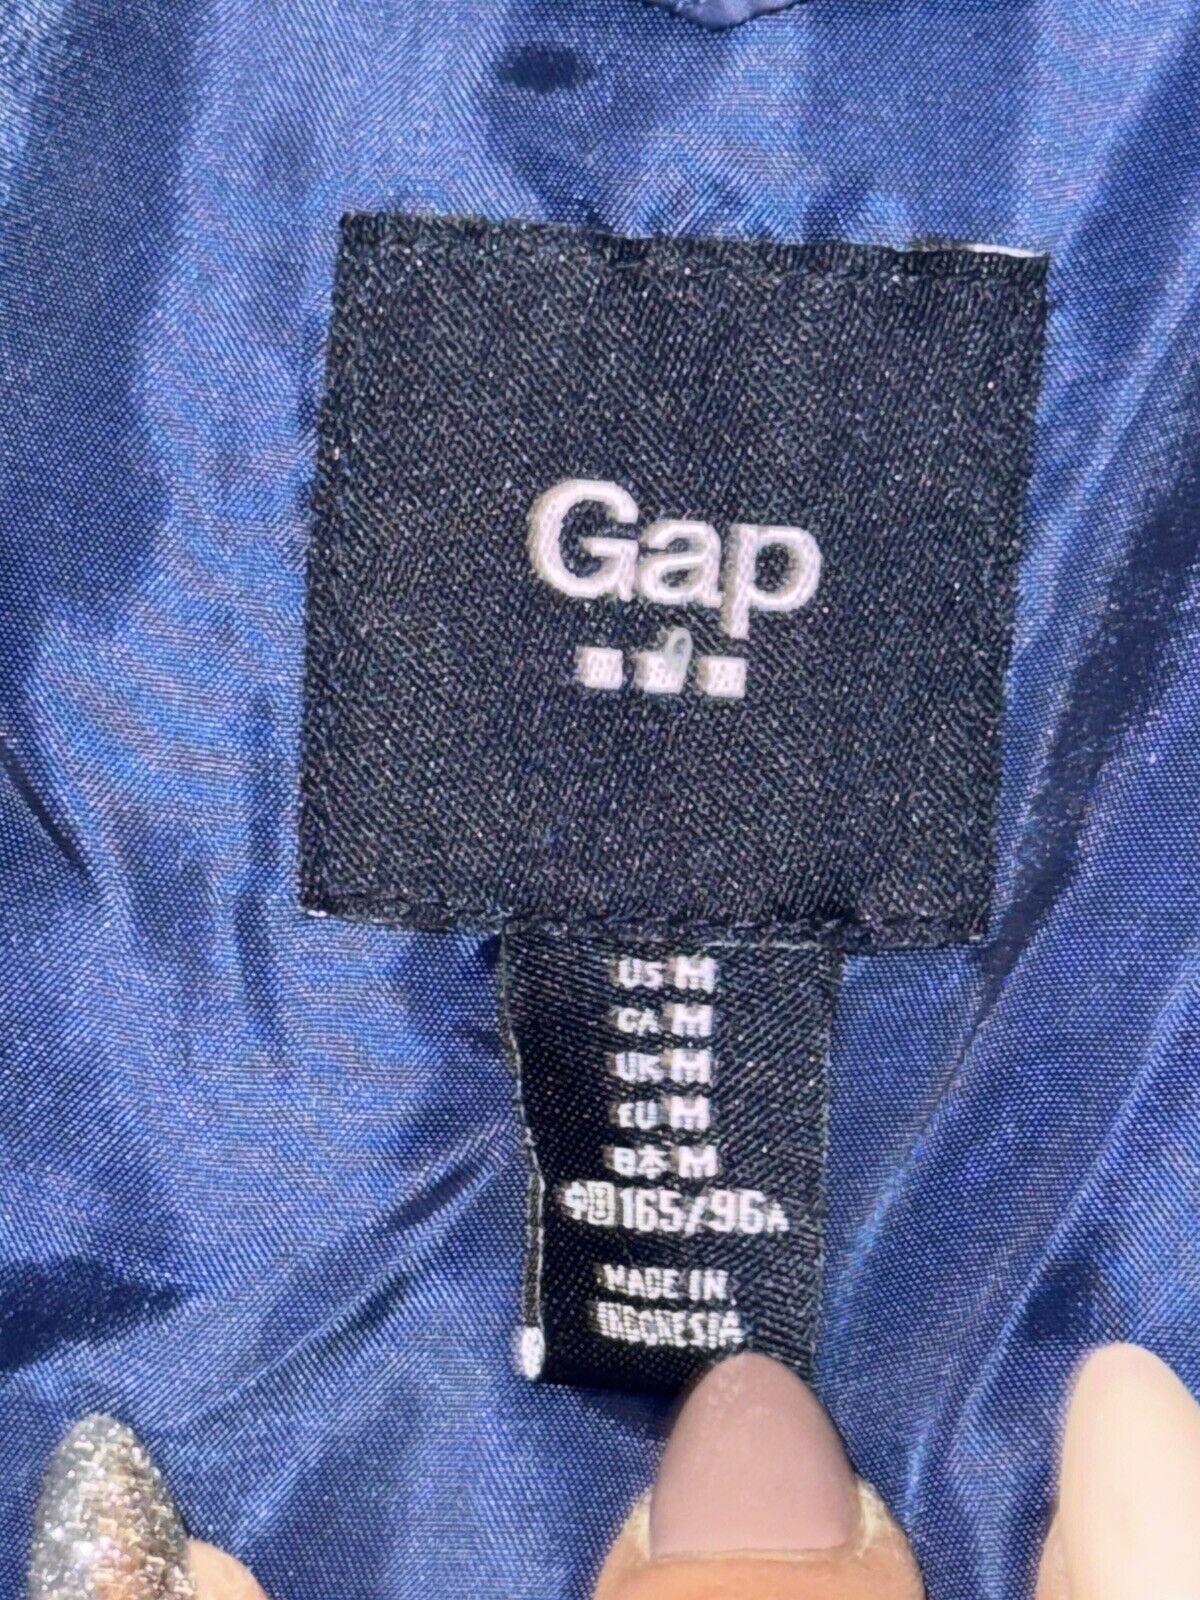 Gap
US M
CA M
UK M
EU M
日本 M
中国 165/96A
MADE IN
INDONESIA